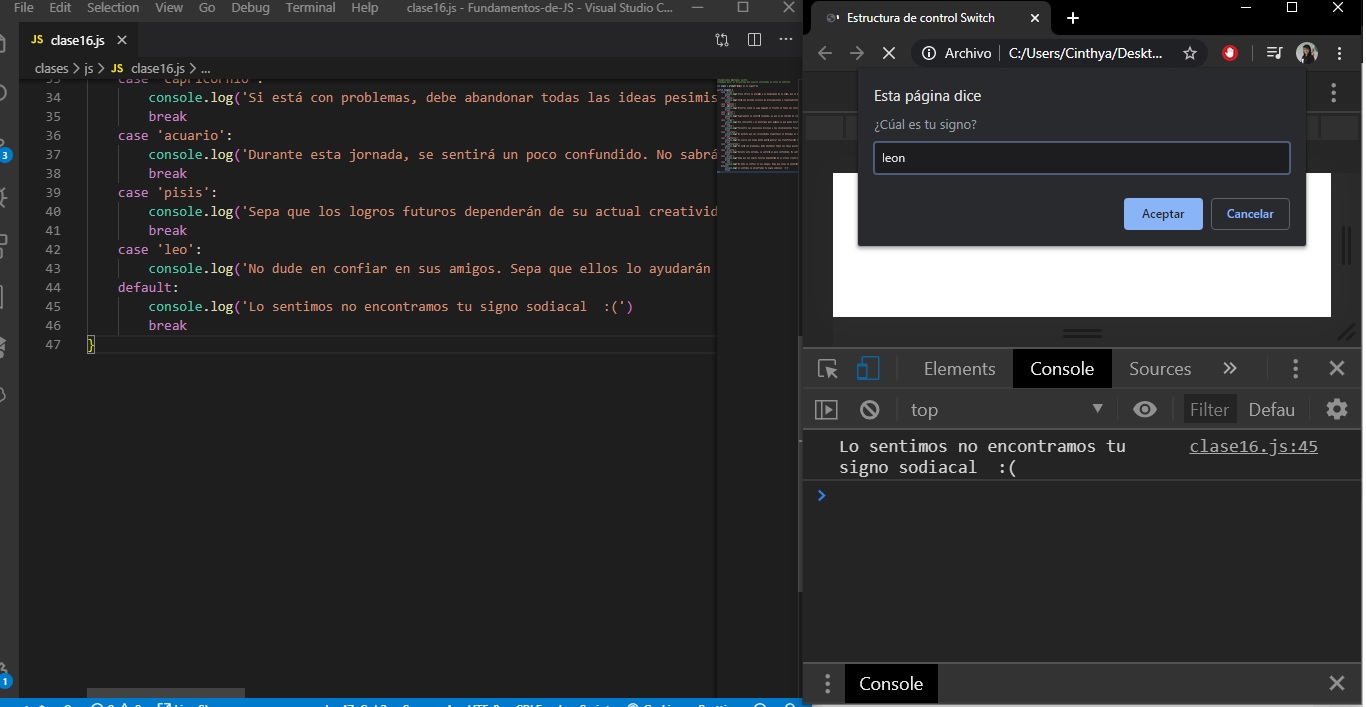 File Edit Selection View Go Debug Terminal Help clase16.js - Fundamentos-de-JS - Visual Studio C...
JS clase16.js
clases > js > JS clase16.js > ...
34 console.log('Si está con problemas, debe abandonar todas las ideas pesimis
35 break
36 case 'acuario':
37 console.log('Durante esta jornada, se sentirá un poco confundido. No sabrá
38 break
39 case 'pisis':
40 console.log('Sepa que los logros futuros dependerán de su actual creativid
41 break
42 case 'leo':
43 console.log('No dude en confiar en sus amigos. Sepa que ellos lo ayudarán
44 default:
45 console.log('Lo sentimos no encontramos tu signo sodiacal  :(')
46 break
47 }
3
1
Estructura de control Switch
Archivo C:/Users/Cinthya/Deskt...
Esta página dice
¿Cúal es tu signo?
leon
Aceptar Cancelar
Elements Console Sources
top Filter Defau
Lo sentimos no encontramos tu clase16.js:45
signo sodiacal  :(
Console